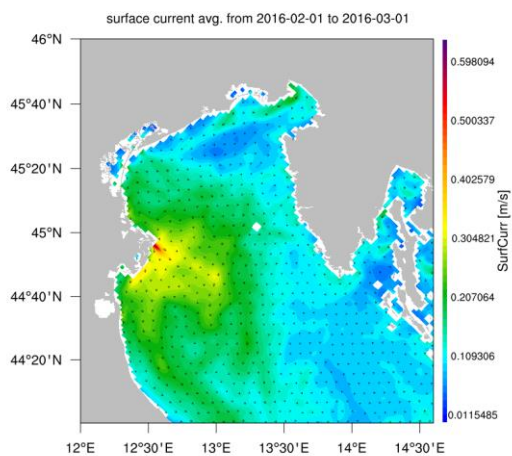 surface current avg. from 2016-02-01 to 2016-03-01
46°N
45°40'N
45°20'N
45°N
44°40'N
44°20'N
12°E
12°30'E
13°E
13°30'E
14°E
14°30'E
0.598094
0.500337
0.402579
0.304821
0.207064
0.109306
0.0115485
SurfCurr [m/s]